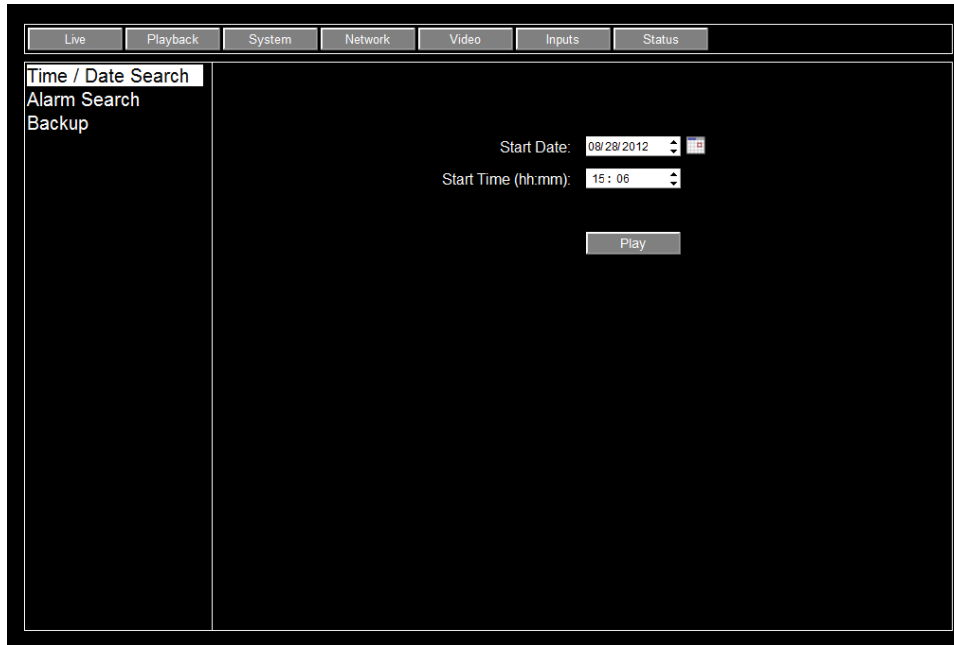 Live Playback System Network Video Inputs Status
Time / Date Search
Alarm Search
Backup
Start Date: 08/28/2012
Start Time (hh:mm): 15: 06
Play